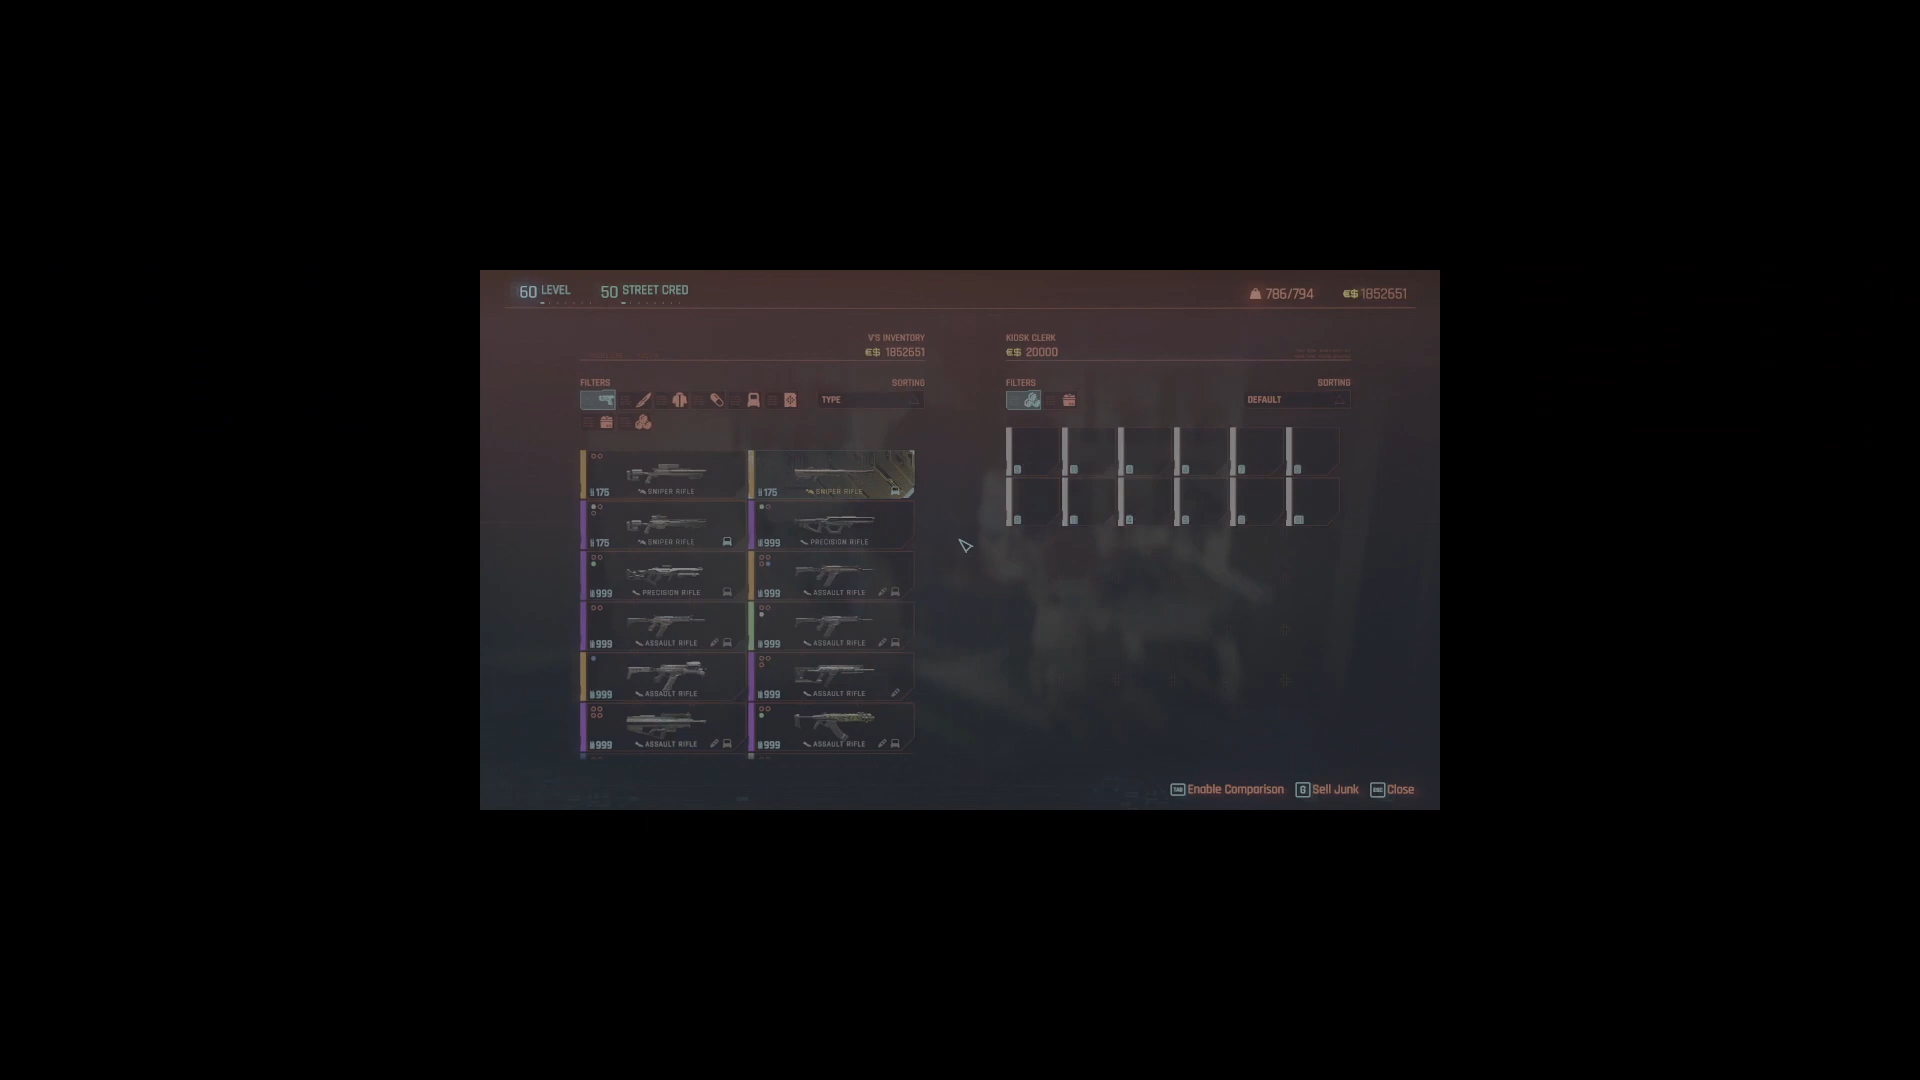 60 LEVEL 50 STREET CRED 786/794 €$ 1852651
V'S INVENTORY KIOSK CLERK
€$ 1852651 €$ 20000
FILTERS SORTING FILTERS SORTING
TYPE DEFAULT
175 SNIPER RIFLE 175 SNIPER RIFLE
175 SNIPER RIFLE 999 PRECISION RIFLE
999 PRECISION RIFLE 999 ASSAULT RIFLE
999 ASSAULT RIFLE 999 ASSAULT RIFLE
999 ASSAULT RIFLE 999 ASSAULT RIFLE
999 ASSAULT RIFLE 999 ASSAULT RIFLE
TAB Enable Comparison G Sell Junk ESC Close